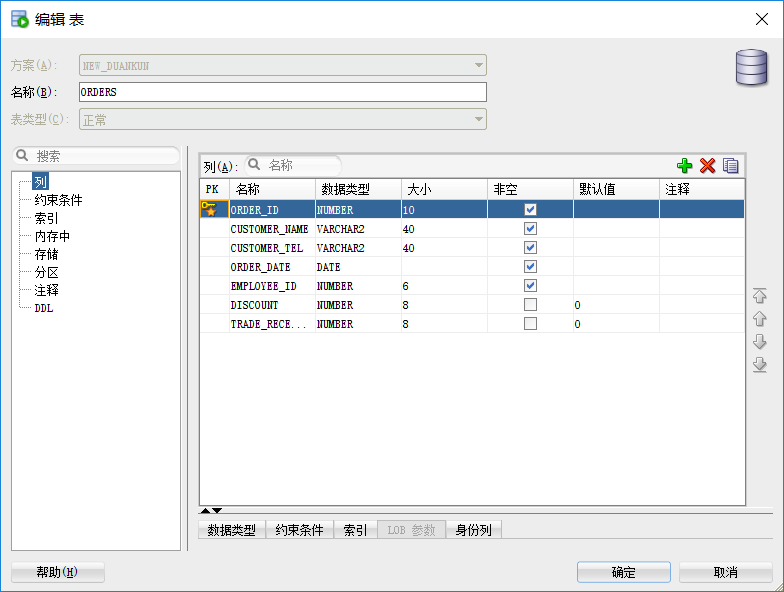 编辑 表
方案(A): NEW_DUANKUN
名称(B): ORDERS
表类型(C): 正常
搜索
列
约束条件
索引
内存中
存储
分区
注释
DDL
列(A): 名称
PK 名称 数据类型 大小 非空 默认值 注释
ORDER_ID NUMBER 10
CUSTOMER_NAME VARCHAR2 40
CUSTOMER_TEL VARCHAR2 40
ORDER_DATE DATE
EMPLOYEE_ID NUMBER 6
DISCOUNT NUMBER 8 0
TRADE_RECE... NUMBER 8 0
数据类型 约束条件 索引 LOB 参数 身份列
帮助(H) 确定 取消